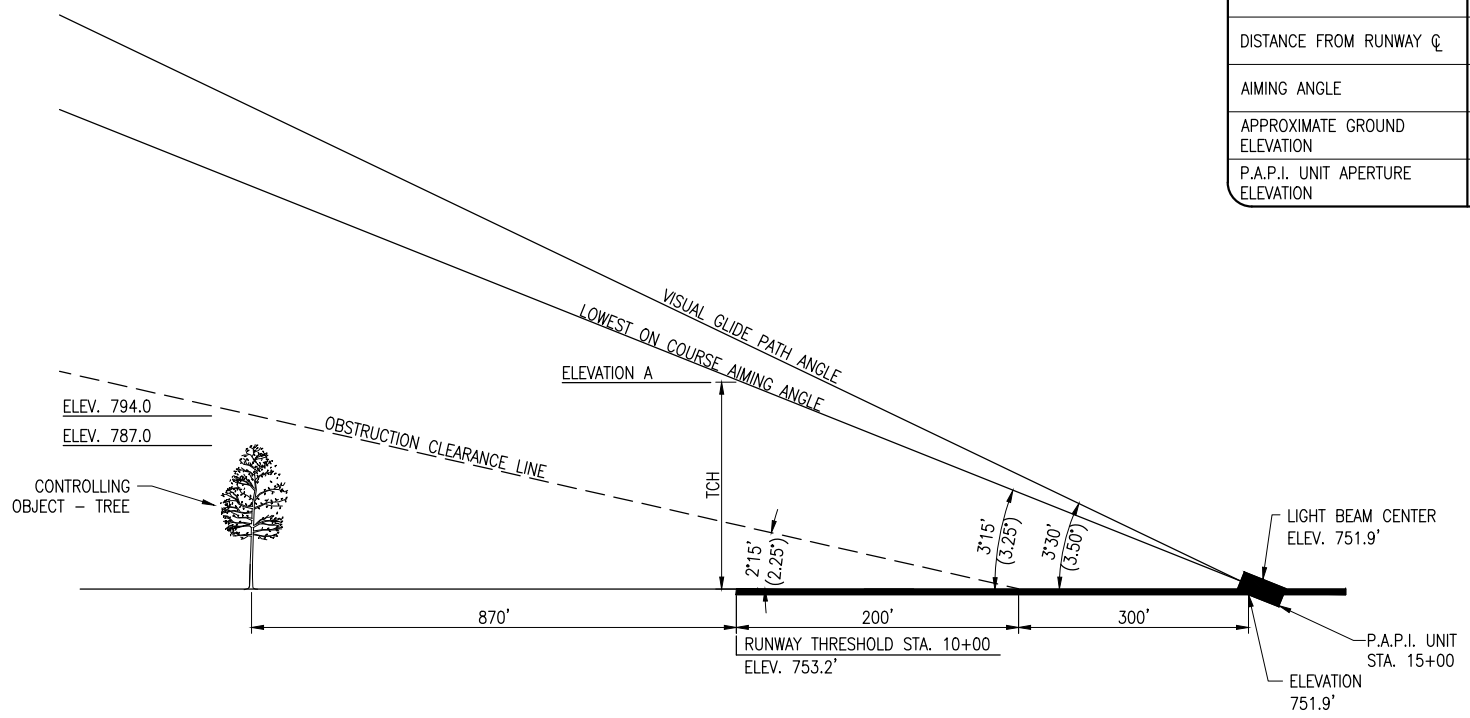 DISTANCE FROM RUNWAY ℄
AIMING ANGLE
APPROXIMATE GROUND
ELEVATION
P.A.P.I. UNIT APERTURE
ELEVATION
VISUAL GLIDE PATH ANGLE
LOWEST ON COURSE AIMING ANGLE
ELEVATION A
ELEV. 794.0
OBSTRUCTION CLEARANCE LINE
ELEV. 787.0
CONTROLLING
OBJECT – TREE
TCH
2°15'
(2.25°)
3°15'
(3.25°)
3°30'
(3.50°)
LIGHT BEAM CENTER
ELEV. 751.9'
870'
200'
300'
RUNWAY THRESHOLD STA. 10+00
ELEV. 753.2'
P.A.P.I. UNIT
STA. 15+00
ELEVATION
751.9'